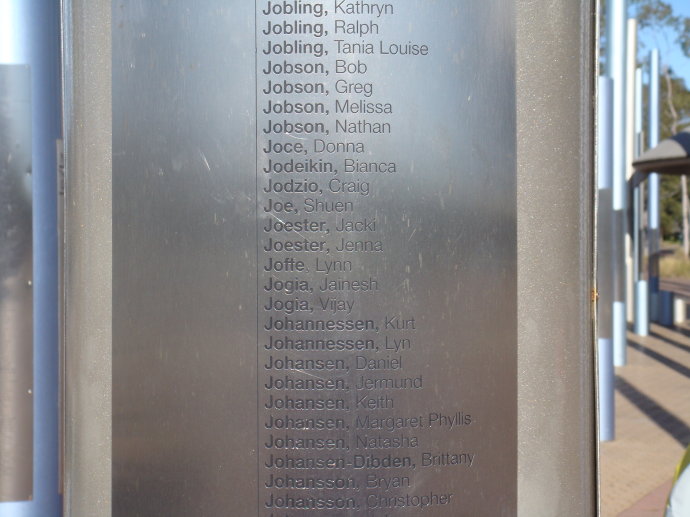 Jobling, Kathryn
Jobling, Ralph
Jobling, Tania Louise
Jobson, Bob
Jobson, Greg
Jobson, Melissa
Jobson, Nathan
Joce, Donna
Jodeikin, Bianca
Jodzio, Craig
Joe, Shuen
Joester, Jacki
Joester, Jenna
Joffe, Lynn
Jogia, Jainesh
Jogia, Vijay
Johannessen, Kurt
Johannessen, Lyn
Johansen, Daniel
Johansen, Jermund
Johansen, Keith
Johansen, Margaret Phyllis
Johansen, Natasha
Johansen-Dibden, Brittany
Johansson, Bryan
Johansson, Christopher